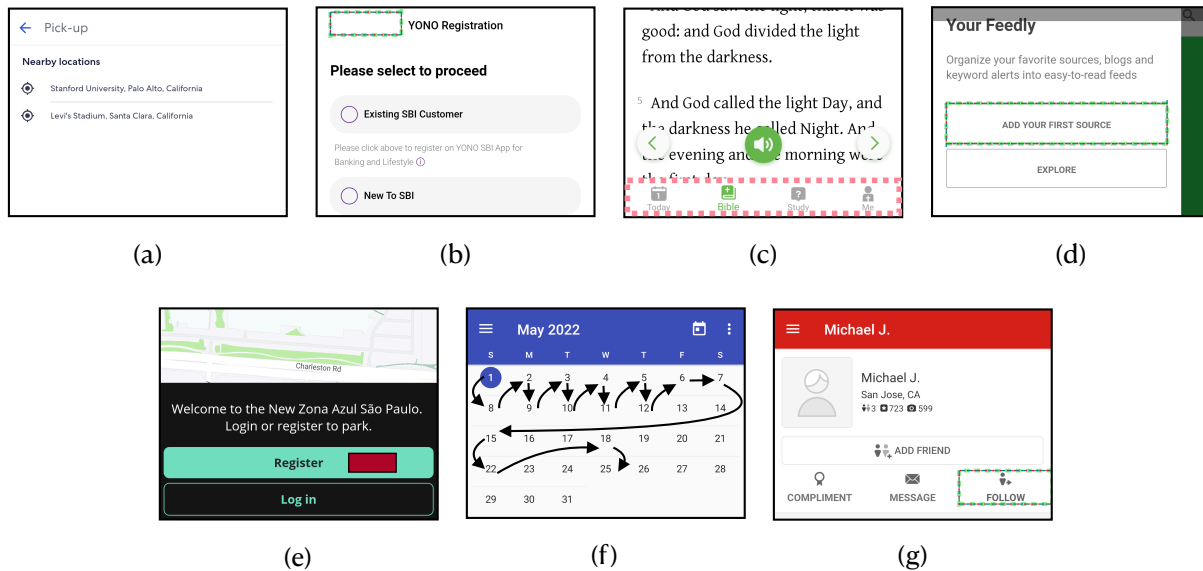 Pick-up
Nearby locations
Stanford University, Palo Alto, California
Levi's Stadium, Santa Clara, California
(a)
YONO Registration
Please select to proceed
Existing SBI Customer
Please click above to register on YONO SBI App for
Banking and Lifestyle
New To SBI
(b)
good: and God divided the light
from the darkness.
5 And God called the light Day, and
the darkness he called Night. And
the evening and the morning were
the first day.
1
Today
Bible
Study
Me
(c)
Your Feedly
Organize your favorite sources, blogs and
keyword alerts into easy-to-read feeds
ADD YOUR FIRST SOURCE
EXPLORE
(d)
Charleston Rd
Welcome to the New Zona Azul São Paulo.
Login or register to park.
Register
Log in
(e)
May 2022
S M T W T F S
1 2 3 4 5 6 7
8 9 10 11 12 13 14
15 16 17 18 19 20 21
22 23 24 25 26 27 28
29 30 31
(f)
Michael J.
Michael J.
San Jose, CA
3 723 599
ADD FRIEND
COMPLIMENT MESSAGE FOLLOW
(g)